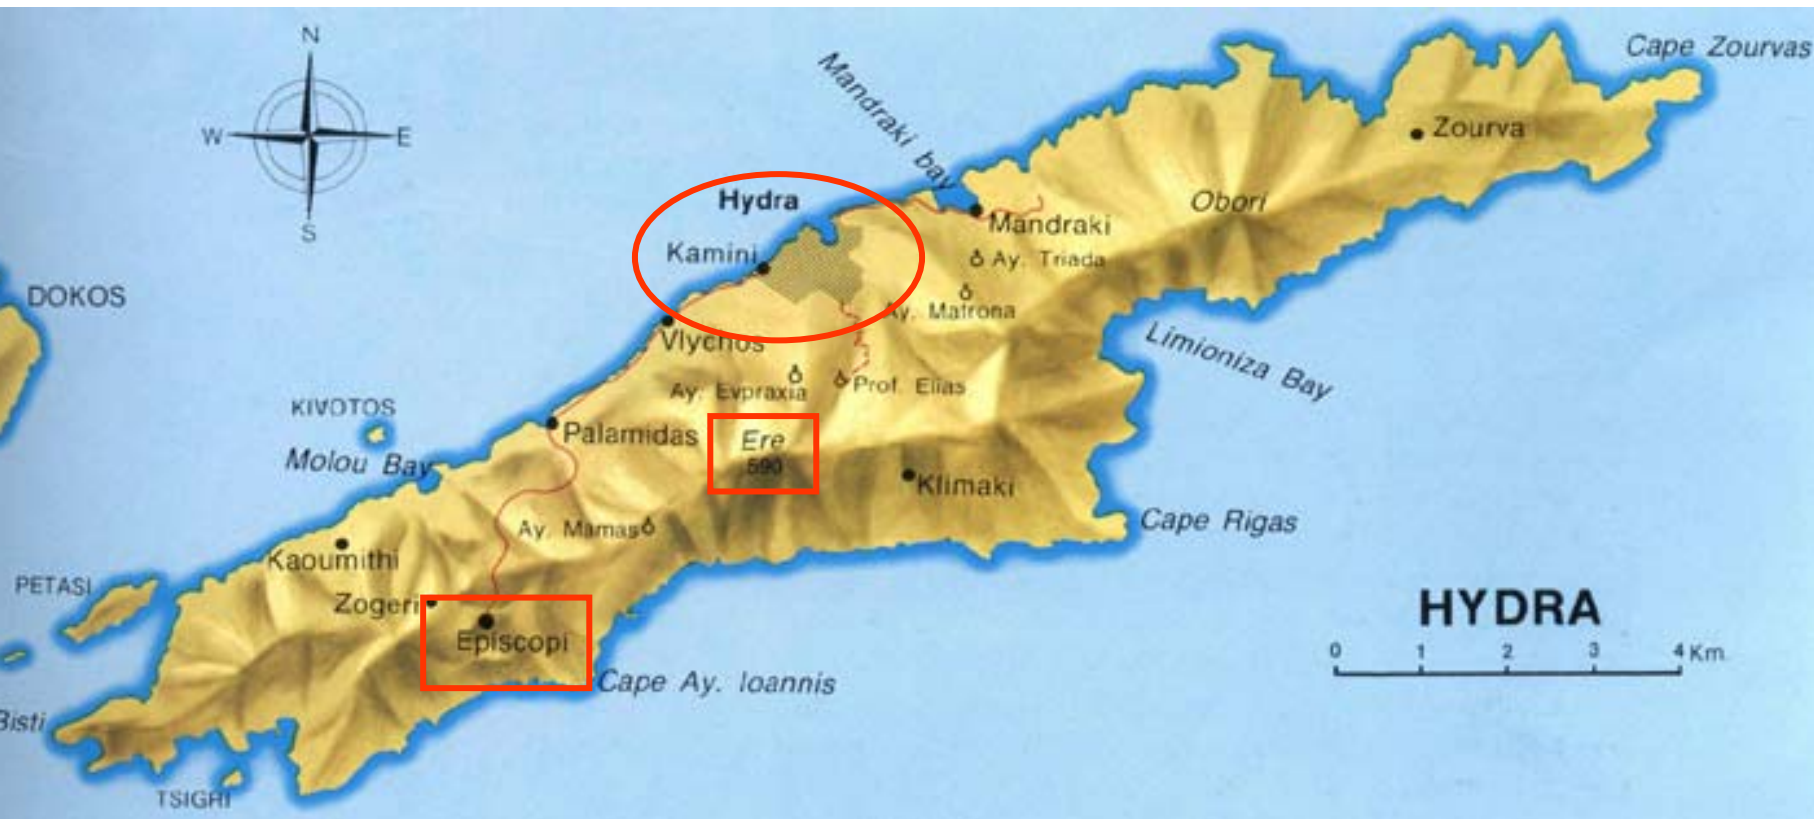 N
W
E
S
Cape Zourvas
Mandraki bay
Zourva
Hydra
Obori
Mandraki
Kamini
Ay. Triada
DOKOS
Ay. Matrona
Vlychos
Limioniza Bay
Ay. Evpraxia
Prof. Elias
KIVOTOS
Palamidas
Ere
590
Molou Bay
Klimaki
Cape Rigas
Ay. Mamas
Kaoumithi
PETASI
Zogeri
Episcopi
HYDRA
0 1 2 3 4 Km.
Cape Ay. Ioannis
Bisti
TSIGRI